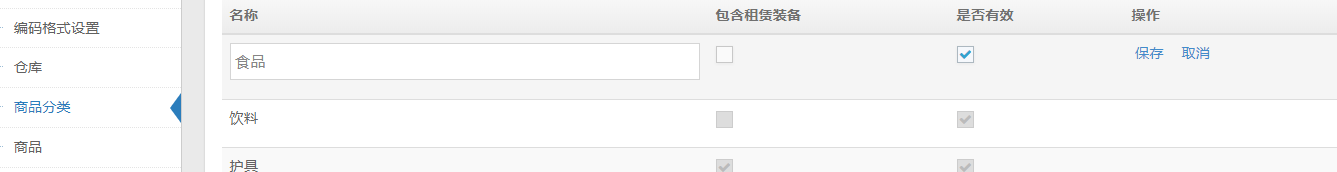 编码格式设置
仓库
商品分类
商品
名称 包含租赁装备 是否有效 操作
食品 保存 取消
饮料
护具